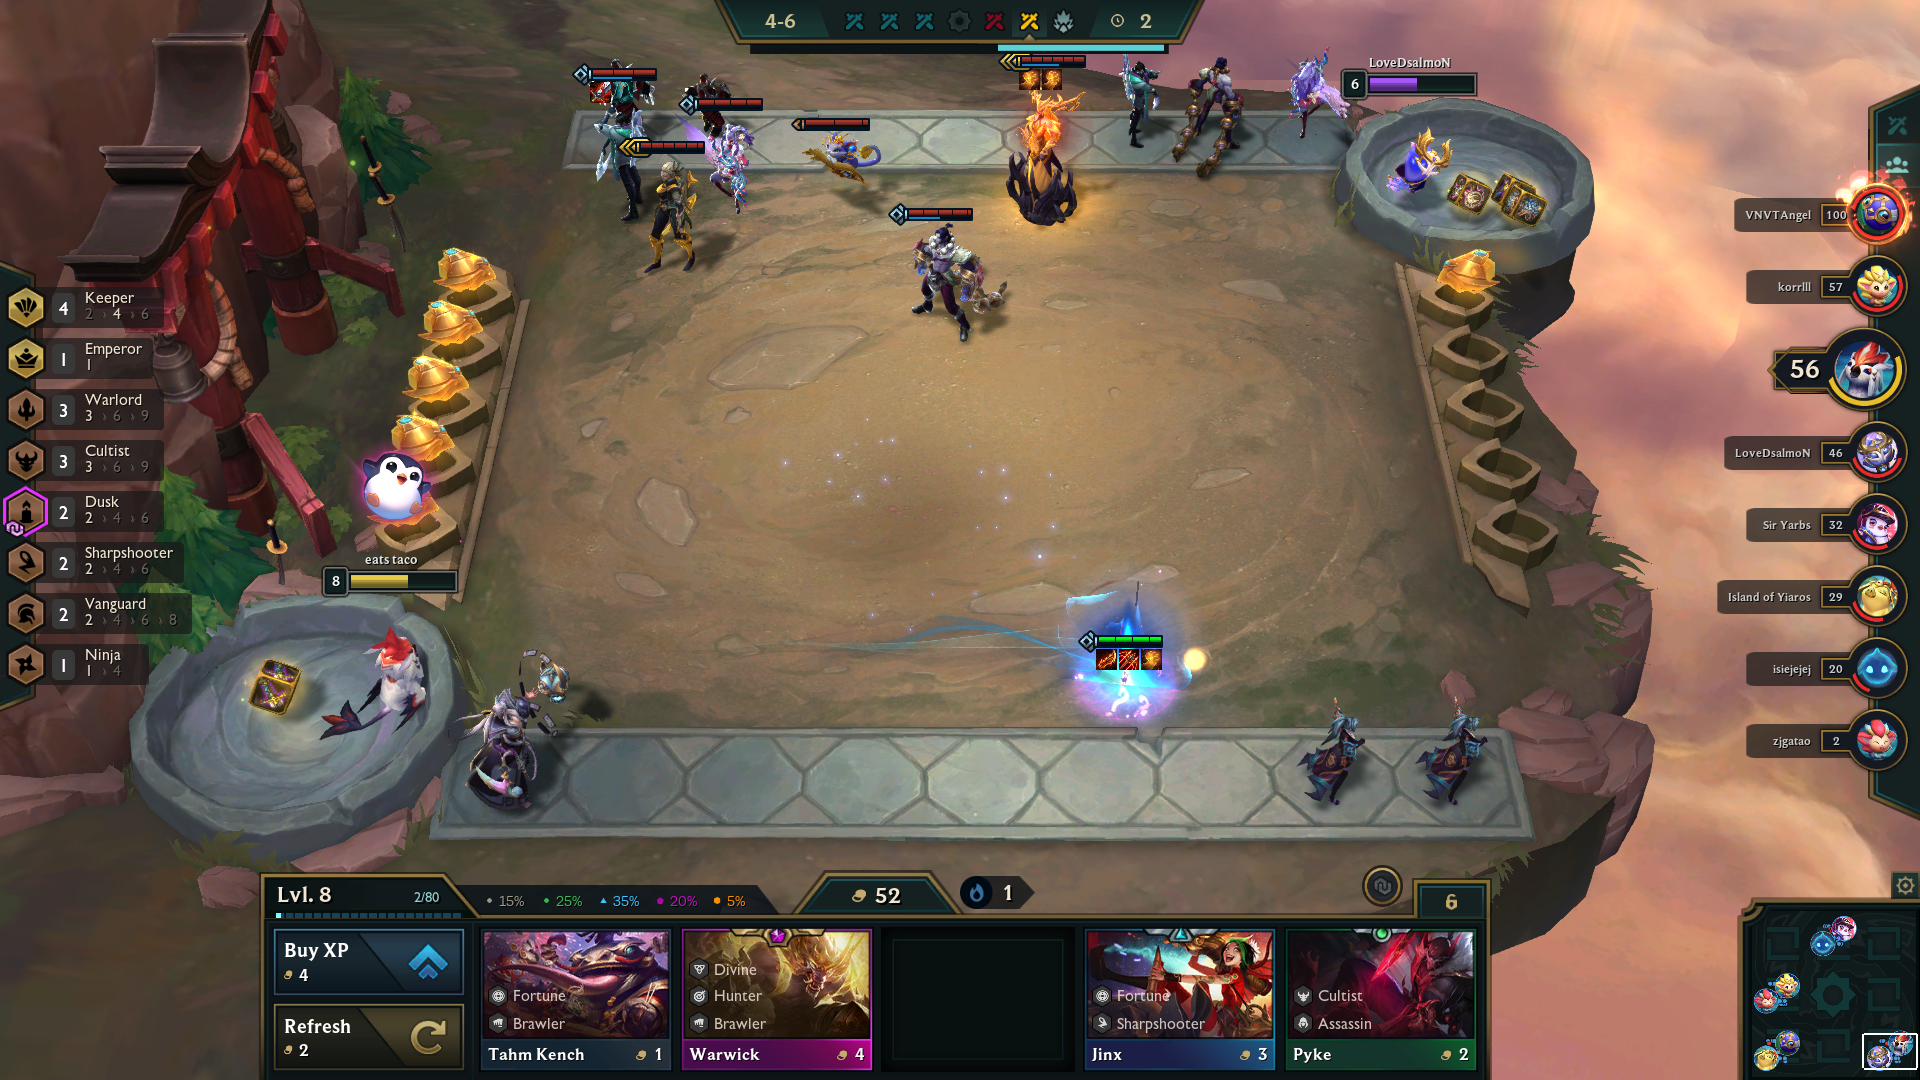 4-6
2
LoveDsalmoN
6
VNVTAngel 100
korrlll 57
56
LoveDsalmoN 46
Sir Yarbs 32
Island of Yiaros 29
isiejejej 20
zjgatao 2
4 Keeper
2 › 4 › 6
1 Emperor
1
3 Warlord
3 › 6 › 9
3 Cultist
3 › 6 › 9
2 Dusk
2 › 4 › 6
2 Sharpshooter
2 › 4 › 6
2 Vanguard
2 › 4 › 6 › 8
1 Ninja
1 › 4
eats taco
8
Lvl. 8 2/80
15% 25% 35% 20% 5%
52
1
6
Buy XP
4
Refresh
2
Fortune
Brawler
Tahm Kench 1
Divine
Hunter
Brawler
Warwick 4
Fortune
Sharpshooter
Jinx 3
Cultist
Assassin
Pyke 2